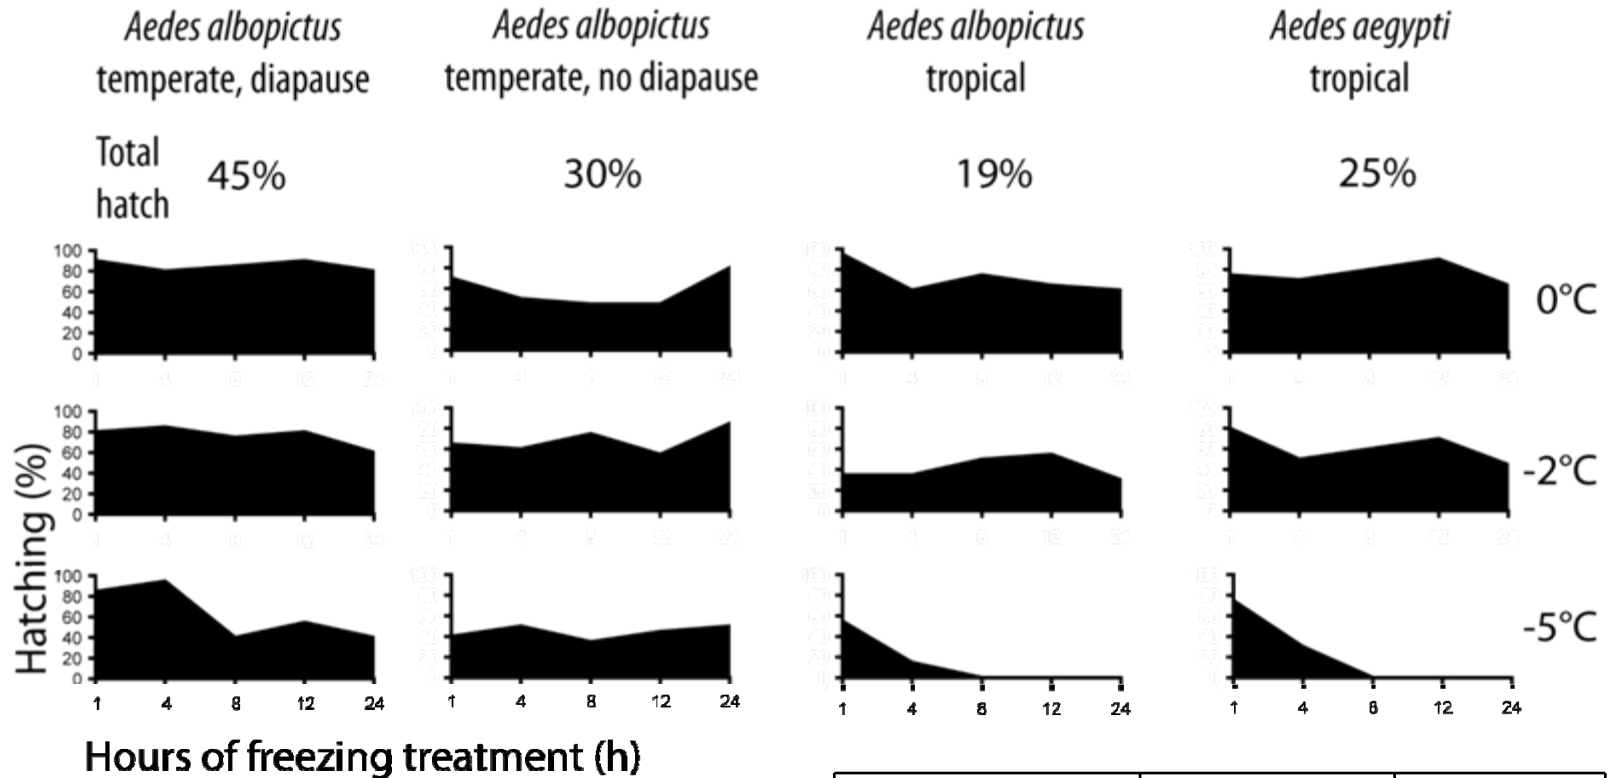 Aedes albopictus
temperate, diapause
Aedes albopictus
temperate, no diapause
Aedes albopictus
tropical
Aedes aegypti
tropical
Total
hatch
45%
30%
19%
25%
100
80
60
40
20
0
0°C
100
80
60
40
20
0
-2°C
100
80
60
40
20
0
-5°C
Hatching (%)
1 4 8 12 24
1 4 8 12 24
1 4 8 12 24
1 4 8 12 24
Hours of freezing treatment (h)